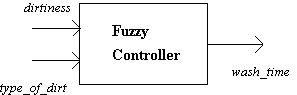 dirtiness
Fuzzy
Controller
type_of_dirt
wash_time